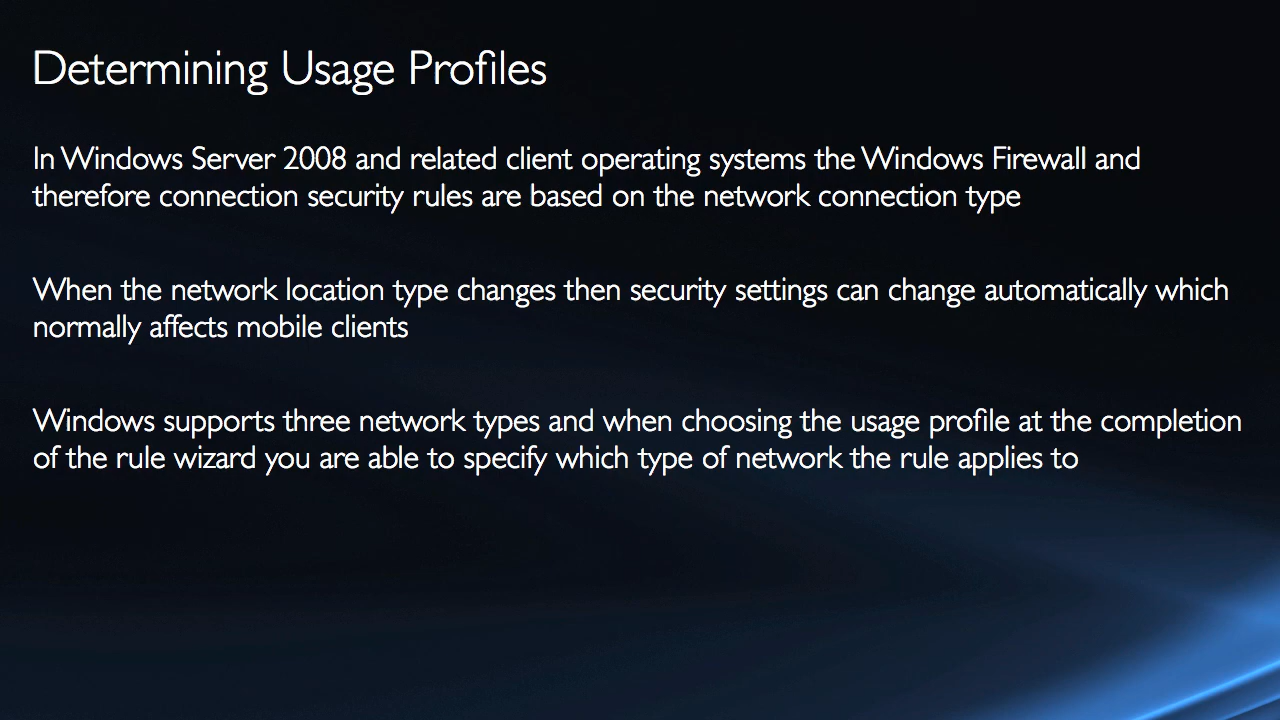 Determining Usage Profiles
In Windows Server 2008 and related client operating systems the Windows Firewall and
therefore connection security rules are based on the network connection type
When the network location type changes then security settings can change automatically which
normally affects mobile clients
Windows supports three network types and when choosing the usage profile at the completion
of the rule wizard you are able to specify which type of network the rule applies to